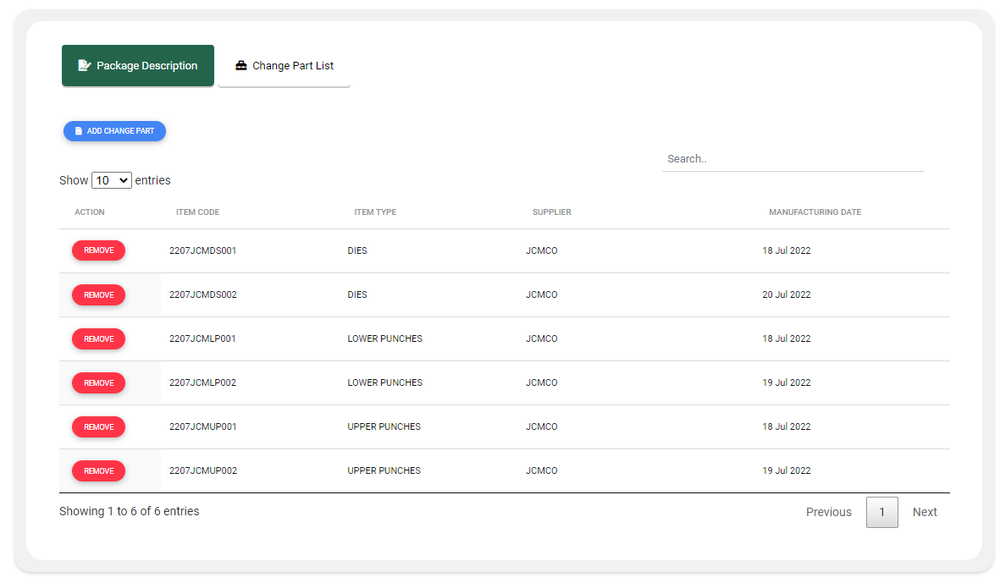 Package Description Change Part List
ADD CHANGE PART
Search..
Show 10 entries
ACTION ITEM CODE ITEM TYPE SUPPLIER MANUFACTURING DATE
REMOVE 2207JCMDS001 DIES JCMCO 18 Jul 2022
REMOVE 2207JCMDS002 DIES JCMCO 20 Jul 2022
REMOVE 2207JCMLP001 LOWER PUNCHES JCMCO 18 Jul 2022
REMOVE 2207JCMLP002 LOWER PUNCHES JCMCO 19 Jul 2022
REMOVE 2207JCMUP001 UPPER PUNCHES JCMCO 18 Jul 2022
REMOVE 2207JCMUP002 UPPER PUNCHES JCMCO 19 Jul 2022
Showing 1 to 6 of 6 entries Previous 1 Next